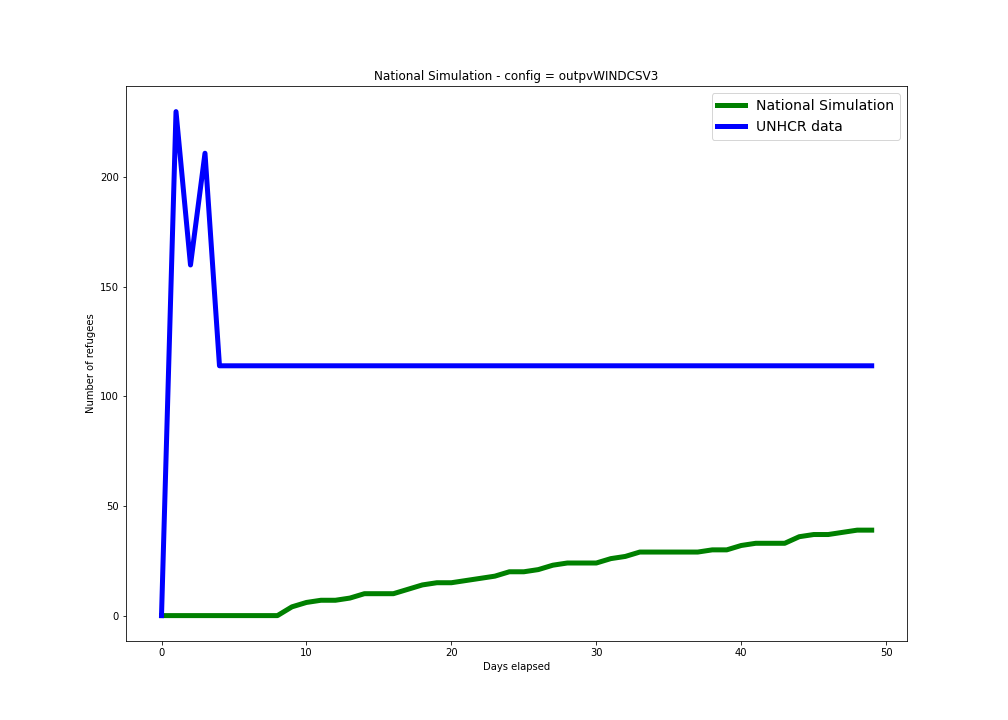 National Simulation - config = outpvWINDCSV3
National Simulation
UNHCR data
Number of refugees
200
150
100
50
0
0 10 20 30 40 50
Days elapsed